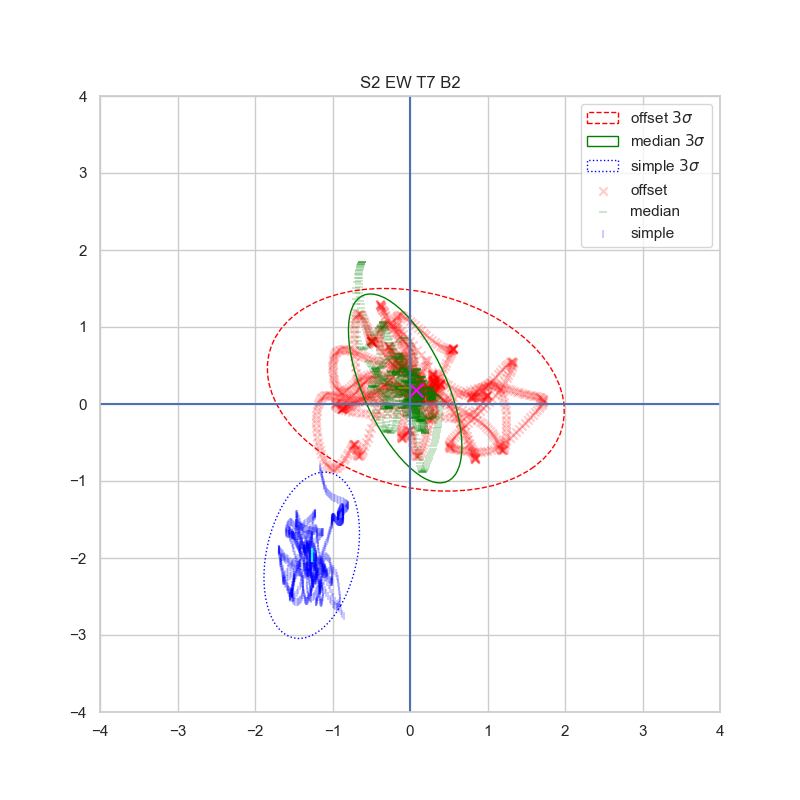 S2 EW T7 B2
4
3
2
1
0
−1
−2
−3
−4
−4
−3
−2
−1
0
1
2
3
4
offset 3σ
median 3σ
simple 3σ
offset
median
simple